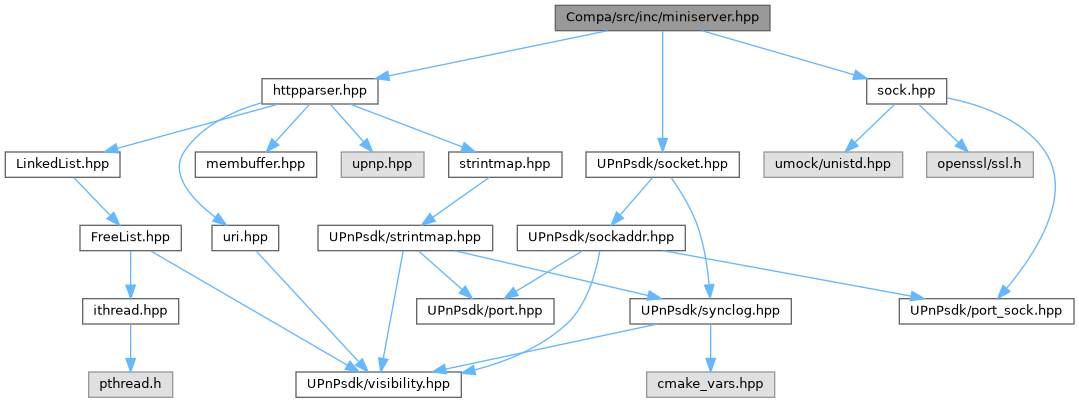 Compa/src/inc/miniserver.hpp
httpparser.hpp
sock.hpp
LinkedList.hpp
membuffer.hpp
upnp.hpp
strintmap.hpp
UPnPsdk/socket.hpp
umock/unistd.hpp
openssl/ssl.h
FreeList.hpp
uri.hpp
UPnPsdk/strintmap.hpp
UPnPsdk/sockaddr.hpp
ithread.hpp
UPnPsdk/port.hpp
UPnPsdk/synclog.hpp
UPnPsdk/port_sock.hpp
pthread.h
UPnPsdk/visibility.hpp
cmake_vars.hpp